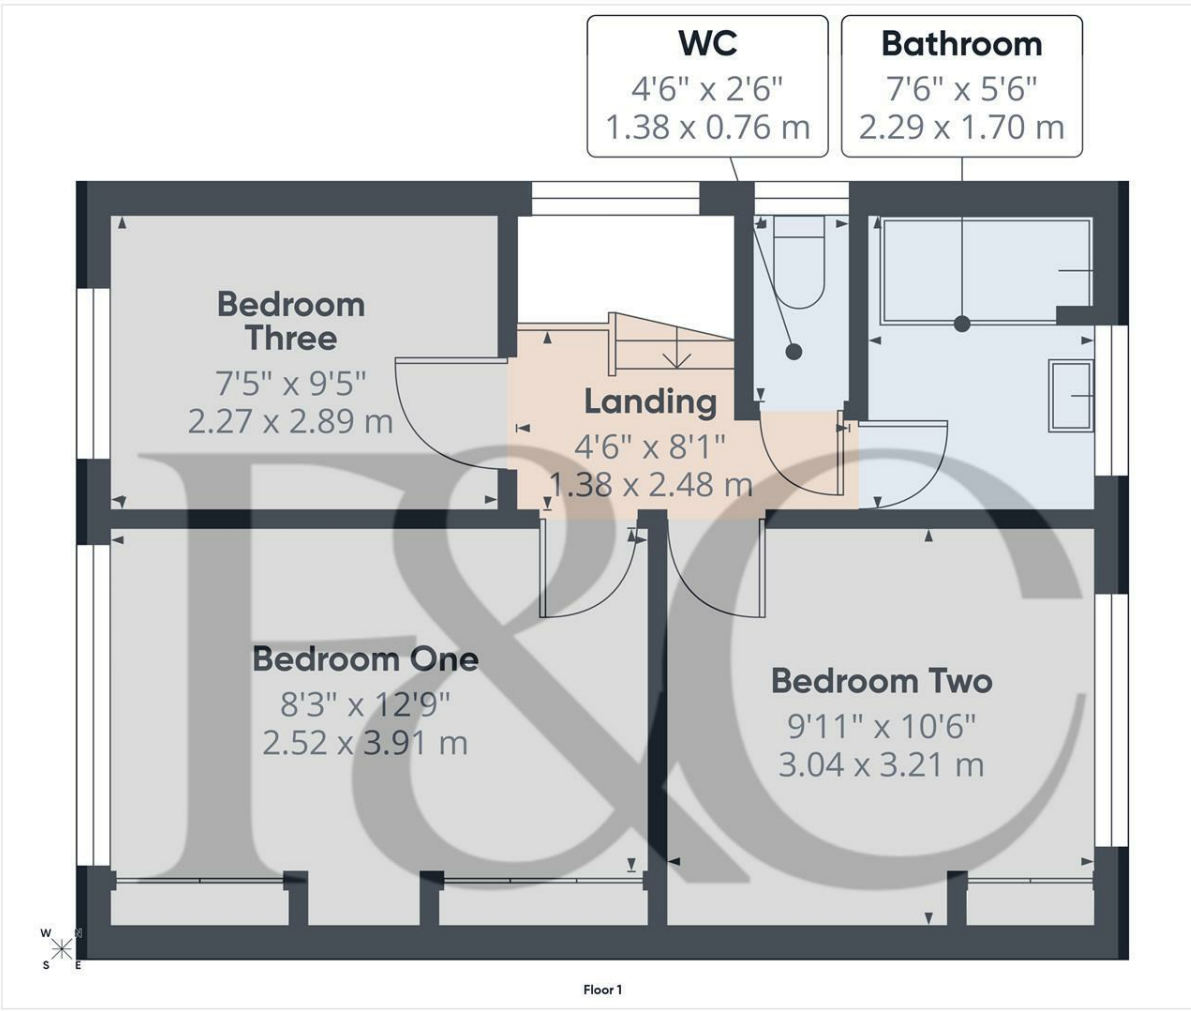 WC
4'6" x 2'6"
1.38 x 0.76 m
Bathroom
7'6" x 5'6"
2.29 x 1.70 m
Bedroom
Three
7'5" x 9'5"
2.27 x 2.89 m
Landing
4'6" x 8'1"
1.38 x 2.48 m
Bedroom One
8'3" x 12'9"
2.52 x 3.91 m
Bedroom Two
9'11" x 10'6"
3.04 x 3.21 m
F&C
W N
S E
Floor 1